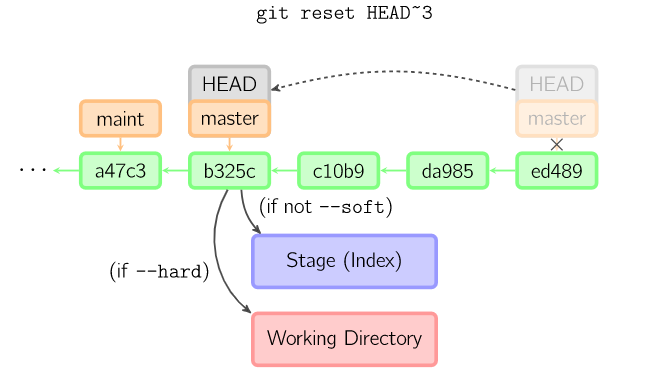 git reset HEAD~3
HEAD
HEAD
maint
master
master
...
a47c3
b325c
c10b9
da985
ed489
(if not --soft)
Stage (Index)
(if --hard)
Working Directory